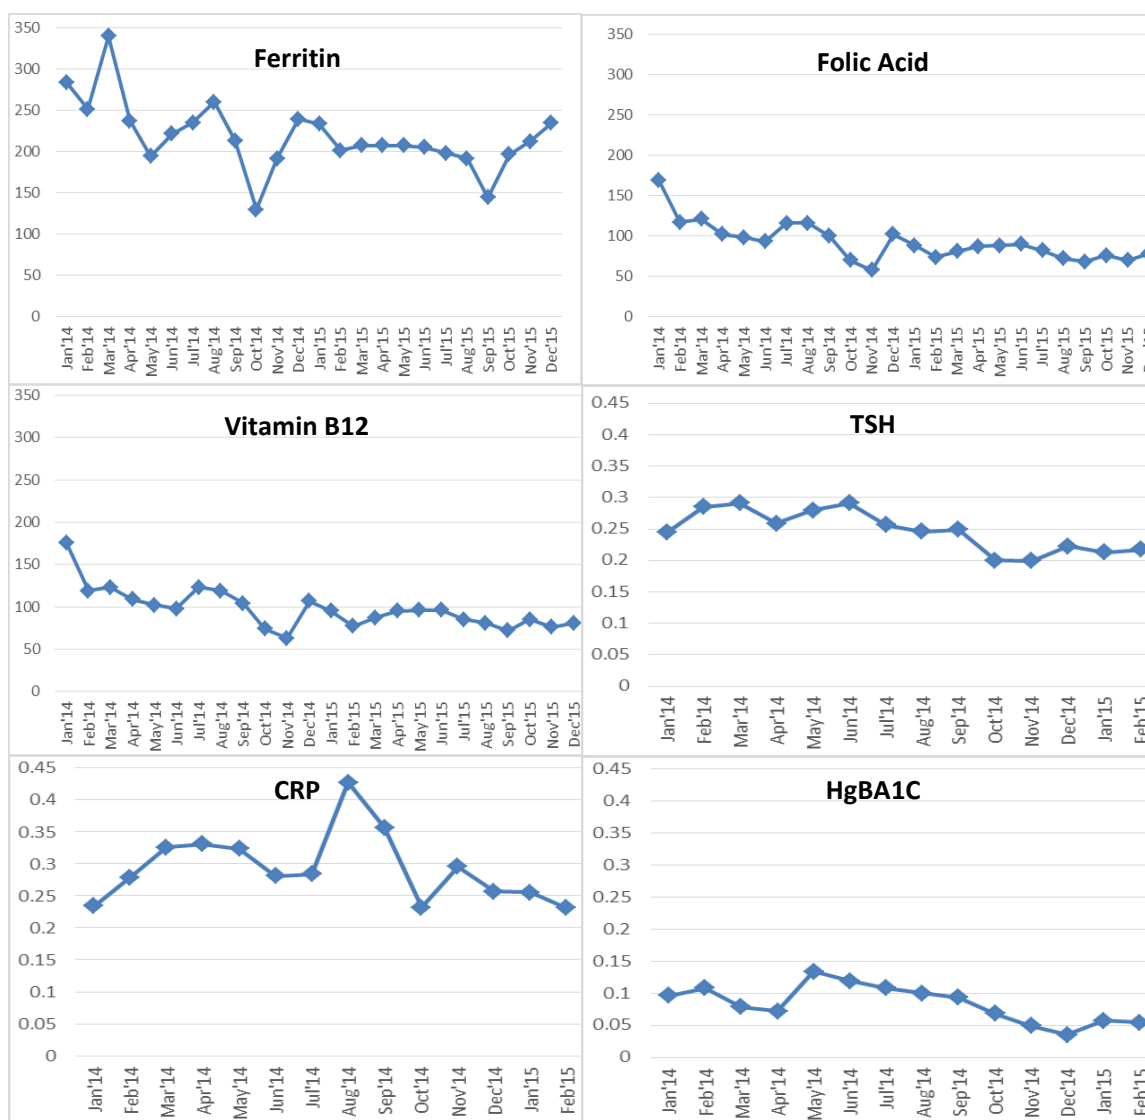 Ferritin
350
300
250
200
150
100
50
0
Jan'14
Feb'14
Mar'14
Apr'14
May'14
Jun'14
Jul'14
Aug'14
Sep'14
Oct'14
Nov'14
Dec'14
Jan'15
Feb'15
Mar'15
Apr'15
May'15
Jun'15
Jul'15
Aug'15
Sep'15
Oct'15
Nov'15
Dec'15
Folic Acid
350
300
250
200
150
100
50
0
Jan'14
Feb'14
Mar'14
Apr'14
May'14
Jun'14
Jul'14
Aug'14
Sep'14
Oct'14
Nov'14
Dec'14
Jan'15
Feb'15
Mar'15
Apr'15
May'15
Jun'15
Jul'15
Aug'15
Sep'15
Oct'15
Nov'15
Vitamin B12
350
300
250
200
150
100
50
0
Jan'14
Feb'14
Mar'14
Apr'14
May'14
Jun'14
Jul'14
Aug'14
Sep'14
Oct'14
Nov'14
Dec'14
Jan'15
Feb'15
Mar'15
Apr'15
May'15
Jun'15
Jul'15
Aug'15
Sep'15
Oct'15
Nov'15
Dec'15
TSH
0.45
0.4
0.35
0.3
0.25
0.2
0.15
0.1
0.05
0
Jan'14
Feb'14
Mar'14
Apr'14
May'14
Jun'14
Jul'14
Aug'14
Sep'14
Oct'14
Nov'14
Dec'14
Jan'15
Feb'15
CRP
0.45
0.4
0.35
0.3
0.25
0.2
0.15
0.1
0.05
0
Jan'14
Feb'14
Mar'14
Apr'14
May'14
Jun'14
Jul'14
Aug'14
Sep'14
Oct'14
Nov'14
Dec'14
Jan'15
Feb'15
HgBA1C
0.45
0.4
0.35
0.3
0.25
0.2
0.15
0.1
0.05
0
Jan'14
Feb'14
Mar'14
Apr'14
May'14
Jun'14
Jul'14
Aug'14
Sep'14
Oct'14
Nov'14
Dec'14
Jan'15
Feb'15